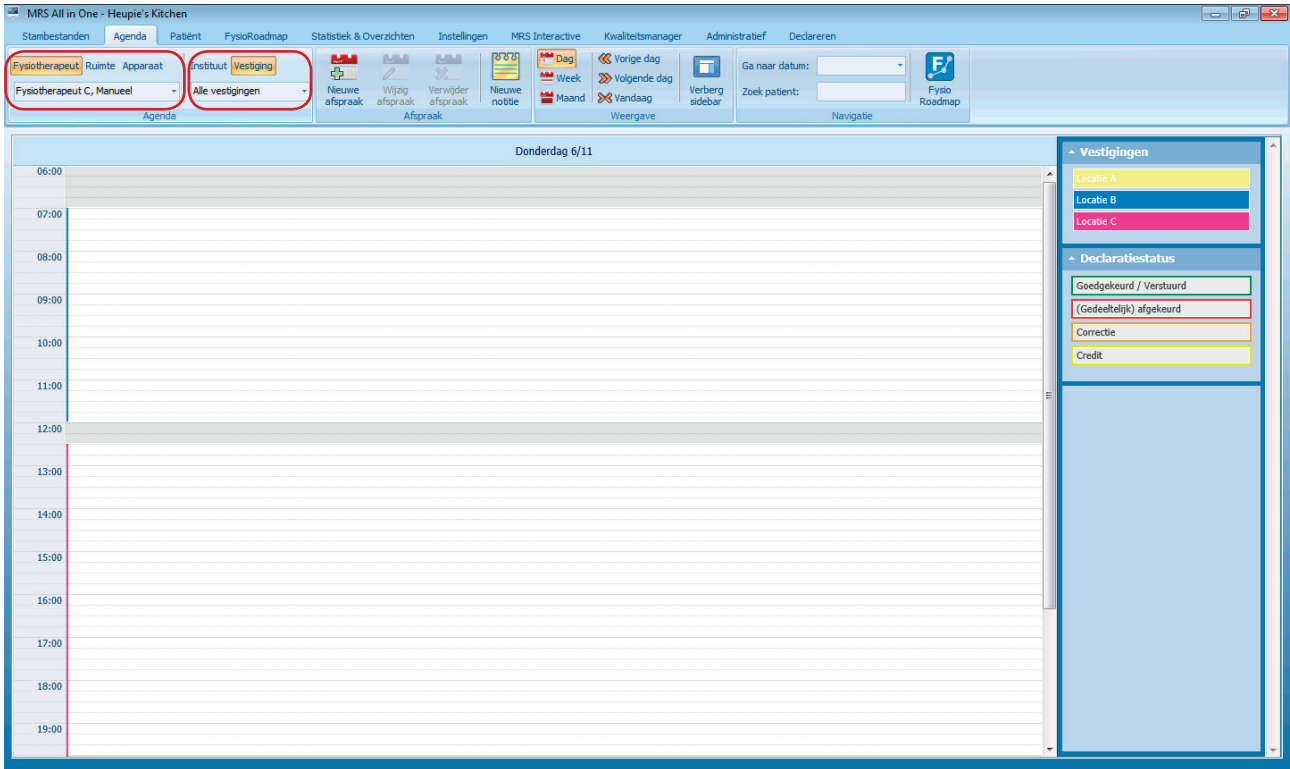 MRS All in One - Heupie's Kitchen
Stambestanden Agenda Patiënt FysioRoadmap Statistiek & Overzichten Instellingen MRS Interactive Kwaliteitsmanager Administratief Declareren
Fysiotherapeut Ruimte Apparaat
Fysiotherapeut C, Manueel
Instituut Vestiging
Alle vestigingen
Agenda
Nieuwe afspraak
Wijzig afspraak
Verwijder afspraak
Nieuwe notitie
Afspraak
Dag
Week
Maand
Vorige dag
Volgende dag
Vandaag
Verberg sidebar
Weergave
Ga naar datum:
Zoek patient:
Navigatie
Fysio Roadmap
Donderdag 6/11
06:00
07:00
08:00
09:00
10:00
11:00
12:00
13:00
14:00
15:00
16:00
17:00
18:00
19:00
Vestigingen
Locatie A
Locatie B
Locatie C
Declaratiestatus
Goedgekeurd / Verstuurd
(Gedeeltelijk) afgekeurd
Correctie
Credit